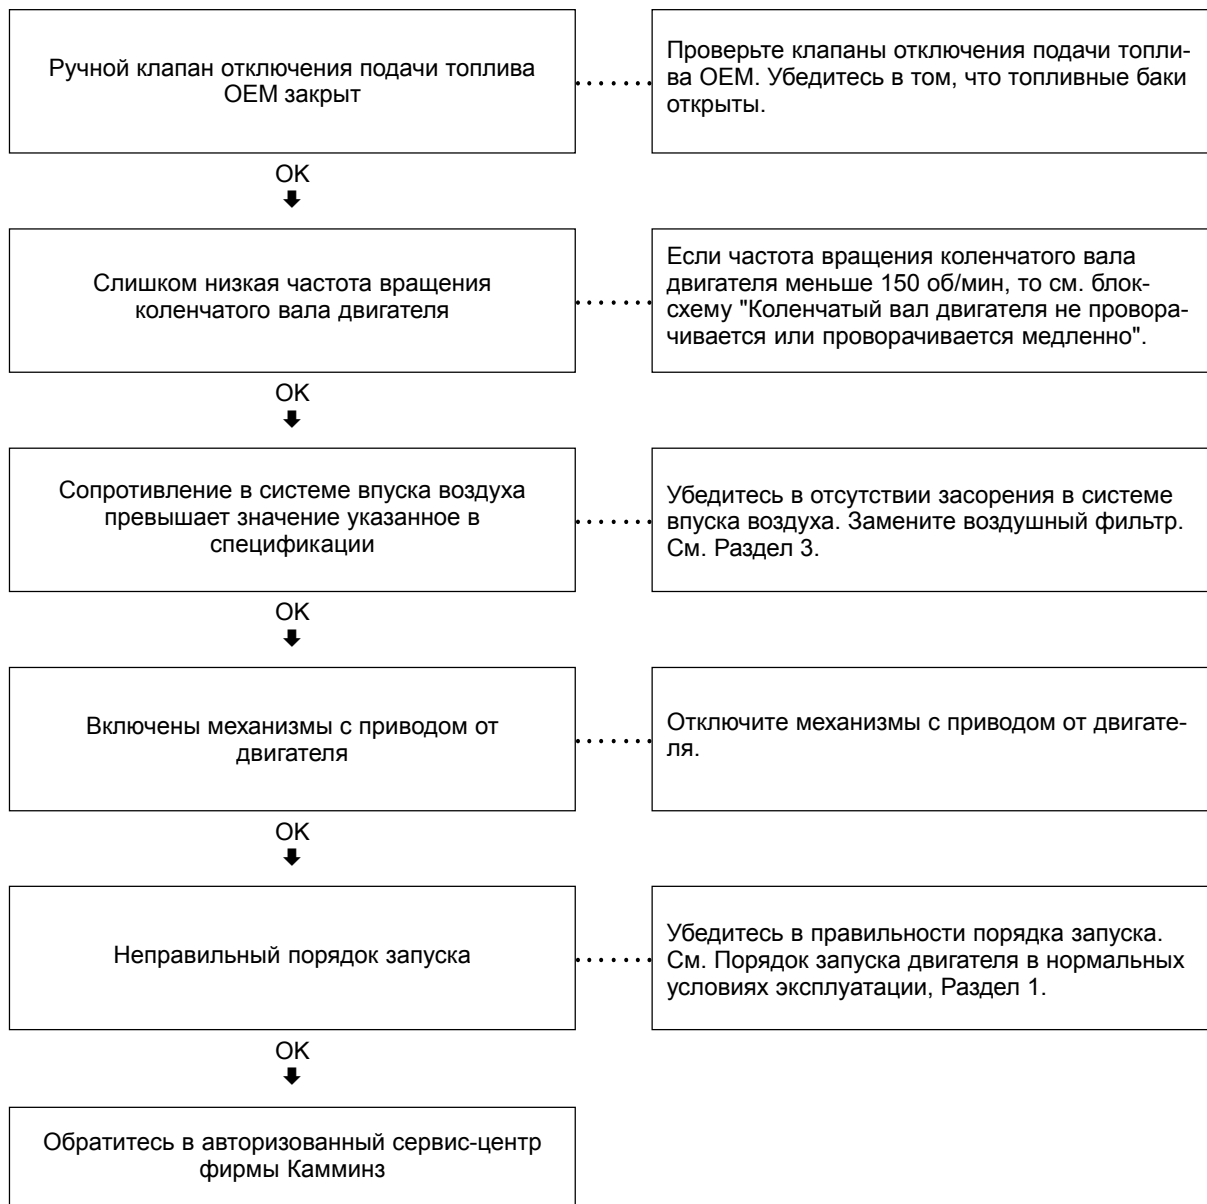 Ручной клапан отключения подачи топлива
OEM закрыт
Проверьте клапаны отключения подачи топли-
ва OEM. Убедитесь в том, что топливные баки
открыты.
OK
Слишком низкая частота вращения
коленчатого вала двигателя
Если частота вращения коленчатого вала
двигателя меньше 150 об/мин, то см. блок-
схему "Коленчатый вал двигателя не провора-
чивается или проворачивается медленно".
OK
Сопротивление в системе впуска воздуха
превышает значение указанное в
спецификации
Убедитесь в отсутствии засорения в системе
впуска воздуха. Замените воздушный фильтр.
См. Раздел 3.
OK
Включены механизмы с приводом от
двигателя
Отключите механизмы с приводом от двигате-
ля.
OK
Неправильный порядок запуска
Убедитесь в правильности порядка запуска.
См. Порядок запуска двигателя в нормальных
условиях эксплуатации, Раздел 1.
OK
Обратитесь в авторизованный сервис-центр
фирмы Камминз